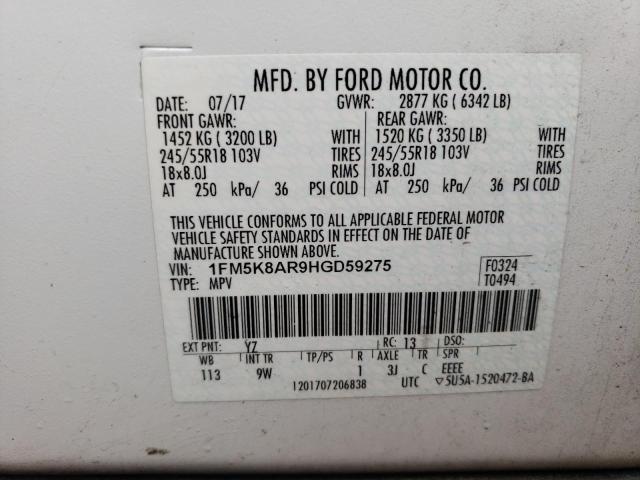 MFD. BY FORD MOTOR CO.
DATE: 07/17 GVWR: 2877 KG ( 6342 LB)
FRONT GAWR: REAR GAWR:
1452 KG ( 3200 LB) WITH 1520 KG ( 3350 LB) WITH
245/55R18 103V TIRES 245/55R18 103V TIRES
18x8.0J RIMS 18x8.0J RIMS
AT 250 kPa/ 36 PSI COLD AT 250 kPa/ 36 PSI COLD
THIS VEHICLE CONFORMS TO ALL APPLICABLE FEDERAL MOTOR
VEHICLE SAFETY STANDARDS IN EFFECT ON THE DATE OF
MANUFACTURE SHOWN ABOVE.
VIN: 1FM5K8AR9HGD59275 F0324
TYPE: MPV T0494
EXT PNT: YZ RC: 13 DSO:
WB INT TR TP/PS R AXLE TR SPR
113 9W 1 3J C EEEE
1201707206838 UTC ▽5U5A-1520472-BA